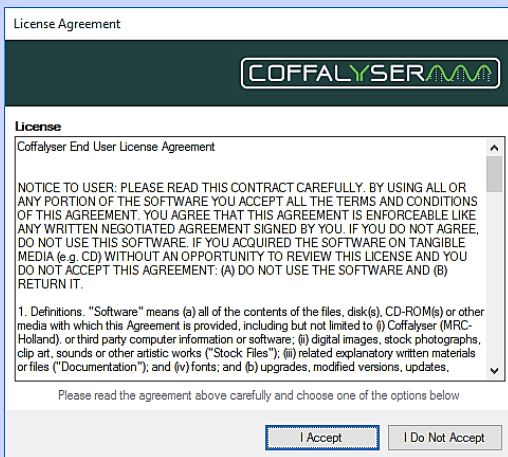 License Agreement
COFFALYSER
License
Coffalyser End User License Agreement
NOTICE TO USER: PLEASE READ THIS CONTRACT CAREFULLY. BY USING ALL OR
ANY PORTION OF THE SOFTWARE YOU ACCEPT ALL THE TERMS AND CONDITIONS
OF THIS AGREEMENT. YOU AGREE THAT THIS AGREEMENT IS ENFORCEABLE LIKE
ANY WRITTEN NEGOTIATED AGREEMENT SIGNED BY YOU. IF YOU DO NOT AGREE,
DO NOT USE THIS SOFTWARE. IF YOU ACQUIRED THE SOFTWARE ON TANGIBLE
MEDIA (e.g. CD) WITHOUT AN OPPORTUNITY TO REVIEW THIS LICENSE AND YOU
DO NOT ACCEPT THIS AGREEMENT: (A) DO NOT USE THE SOFTWARE AND (B)
RETURN IT.
1. Definitions. "Software" means (a) all of the contents of the files, disk(s), CD-ROM(s) or other
media with which this Agreement is provided, including but not limited to (i) Coffalyser (MRC-
Holland). or third party computer information or software; (ii) digital images, stock photographs,
clip art, sounds or other artistic works ("Stock Files"); (iii) related explanatory written materials
or files ("Documentation"); and (iv) fonts; and (b) upgrades, modified versions, updates,
Please read the agreement above carefully and choose one of the options below
I Accept
I Do Not Accept